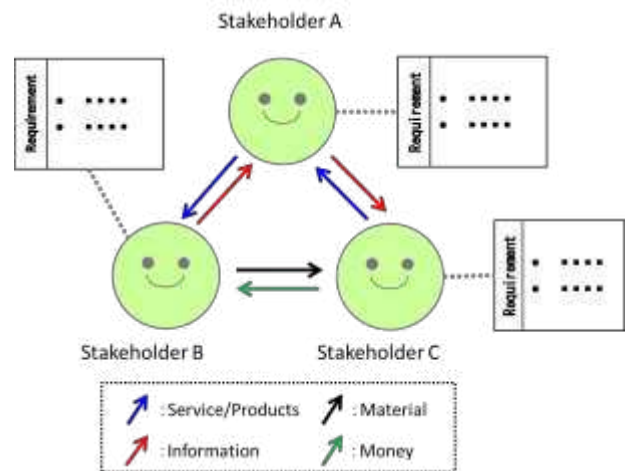 Stakeholder A
Requirement
• ••••
• ••••
Requirement
• ••••
• ••••
Requirement
• ••••
• ••••
Stakeholder B
Stakeholder C
: Service/Products
: Material
: Information
: Money